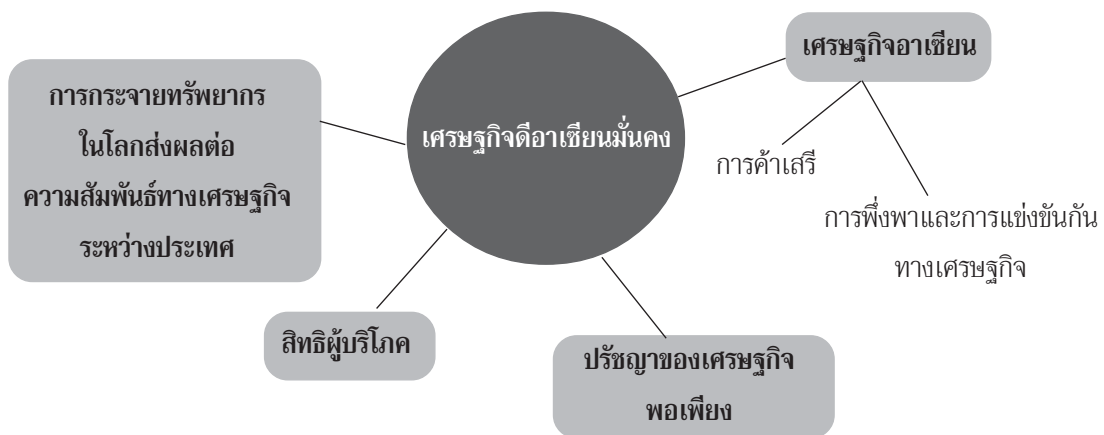 เศรษฐกิจดีอาเซียนมั่นคง
เศรษฐกิจอาเซียน
การค้าเสรี
การพึ่งพาและการแข่งขันกัน
ทางเศรษฐกิจ
การกระจายทรัพยากร
ในโลกส่งผลต่อ
ความสัมพันธ์ทางเศรษฐกิจ
ระหว่างประเทศ
สิทธิผู้บริโภค
ปรัชญาของเศรษฐกิจ
พอเพียง